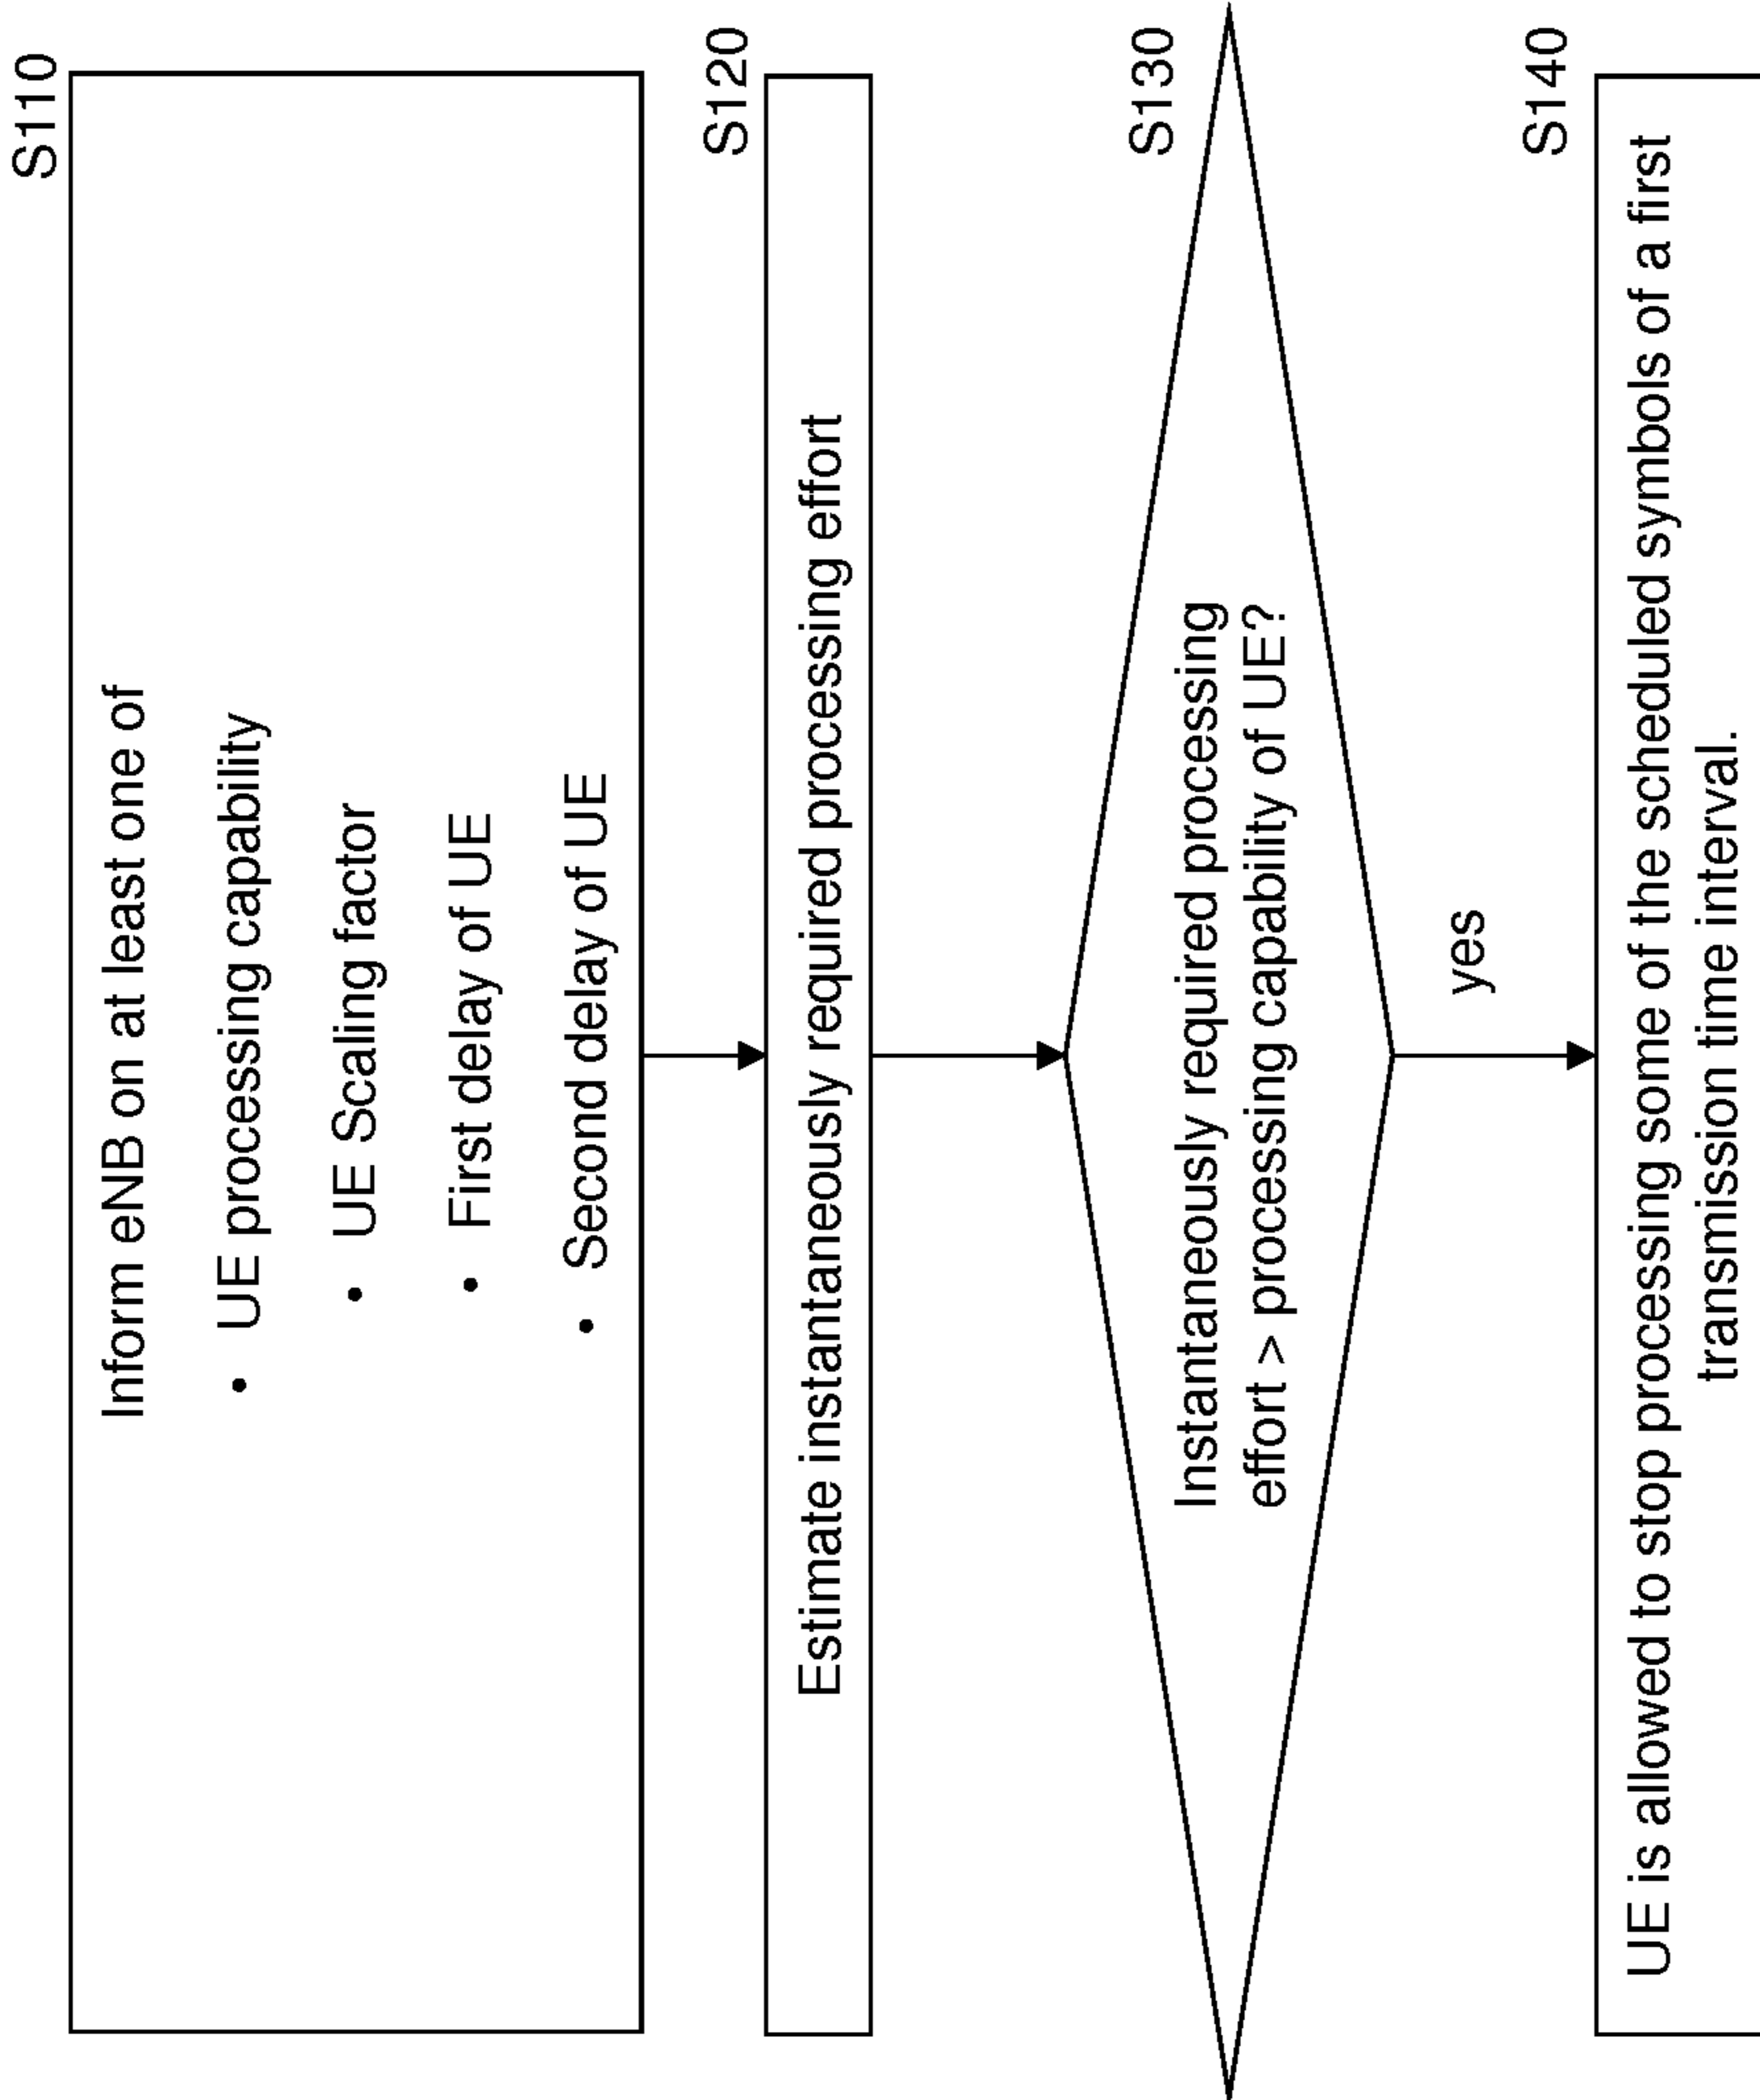 S110
Inform eNB on at least one of
• UE processing capability
• UE Scaling factor
• First delay of UE
• Second delay of UE
S120
Estimate instantaneously required processing effort
S130
Instantaneously required processing
effort > processing capability of UE?
yes
S140
UE is allowed to stop processing some of the scheduled symbols of a first
transmission time interval.